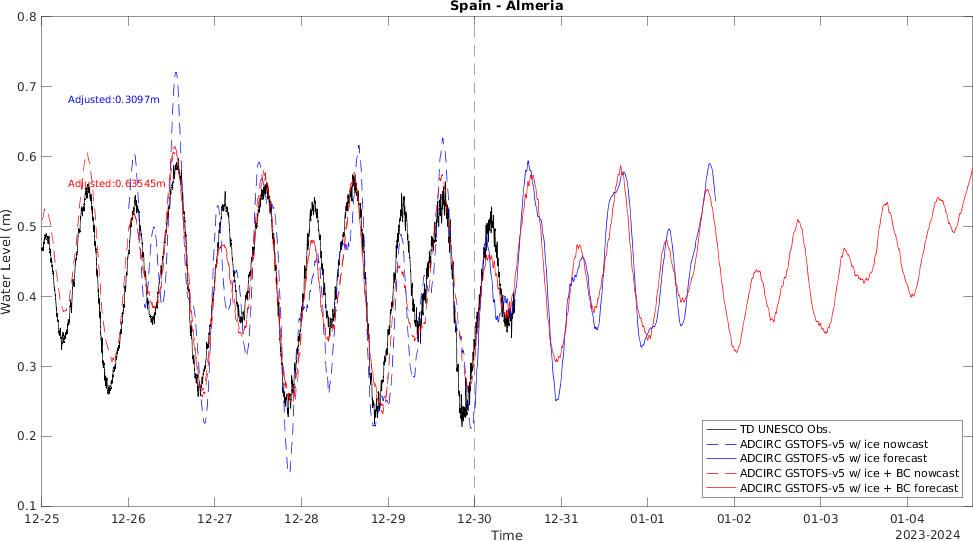 Spain - Almeria
0.8
0.7
0.6
0.5
0.4
0.3
0.2
0.1
Water Level (m)
Adjusted:0.3097m
Adjusted:0.63545m
TD UNESCO Obs.
ADCIRC GSTOFS-v5 w/ ice nowcast
ADCIRC GSTOFS-v5 w/ ice forecast
ADCIRC GSTOFS-v5 w/ ice + BC nowcast
ADCIRC GSTOFS-v5 w/ ice + BC forecast
12-25 12-26 12-27 12-28 12-29 12-30 12-31 01-01 01-02 01-03 01-04
Time
2023-2024